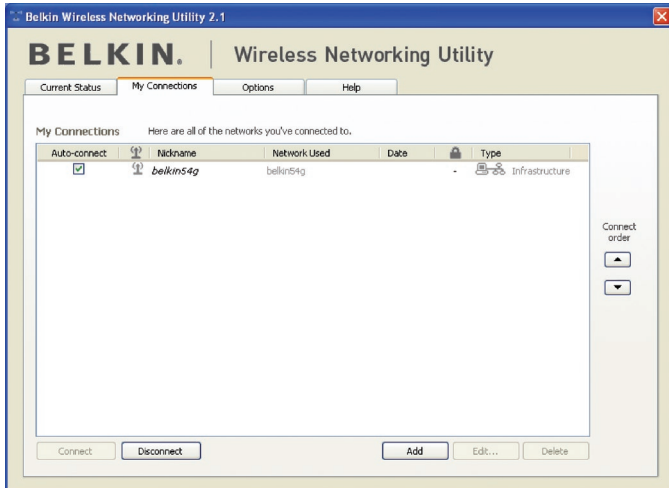 Belkin Wireless Networking Utility 2.1
BELKIN. | Wireless Networking Utility
Current Status My Connections Options Help
My Connections Here are all of the networks you've connected to.
Auto-connect Nickname Network Used Date Type
belkin54g belkin54g - Infrastructure
Connect
order
Connect Disconnect Add Edit... Delete